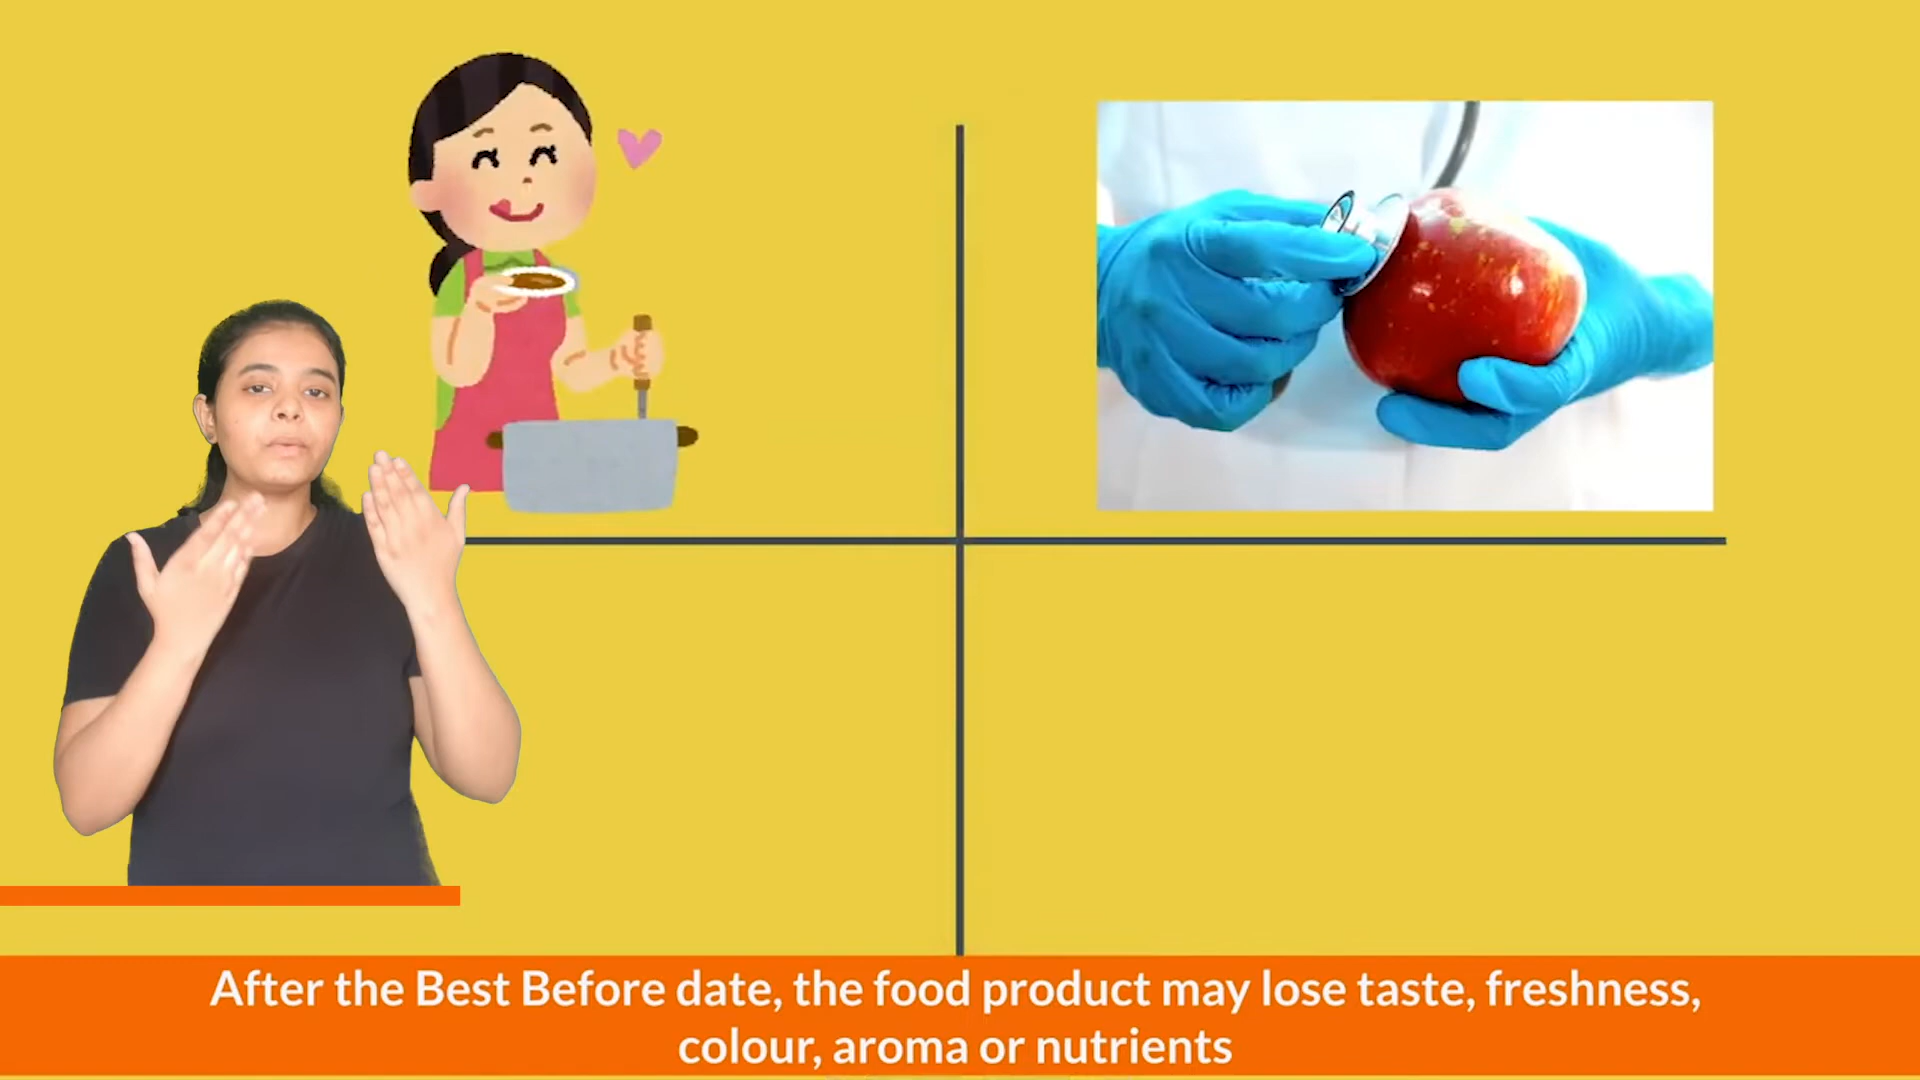 After the Best Before date, the food product may lose taste, freshness,
colour, aroma or nutrients